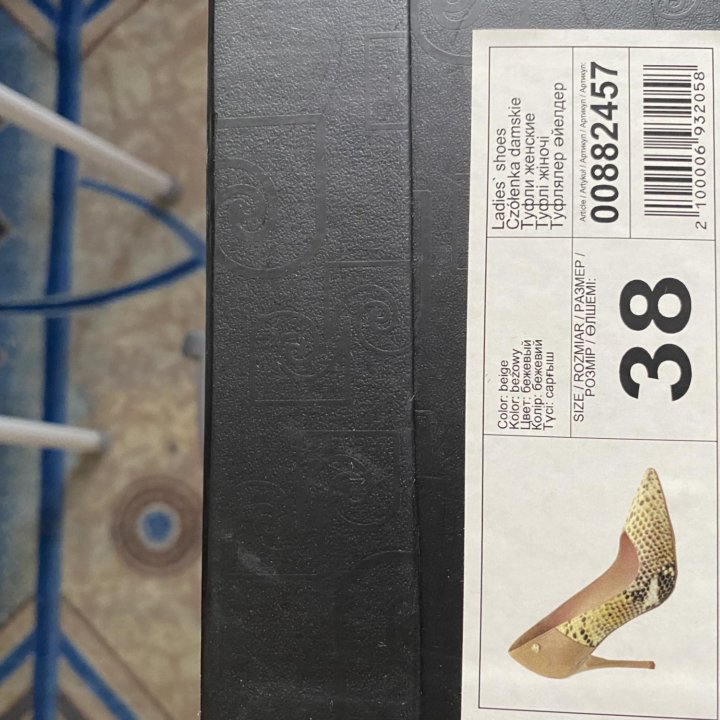 Ladies` shoes
Czółenka damskie
Туфли женские
Туфлі жіночі
Туфлялер әйелдер
Article / Artykuł / Артикул / Артикул / Артикул:
00882457
2 100006 932058
Color: beige
Kolor: beżowy
Цвет: бежевый
Колір: бежевий
Түсі: сарғыш
SIZE / ROZMIAR / РАЗМЕР /
РОЗМІР / ӨЛШЕМІ:
38